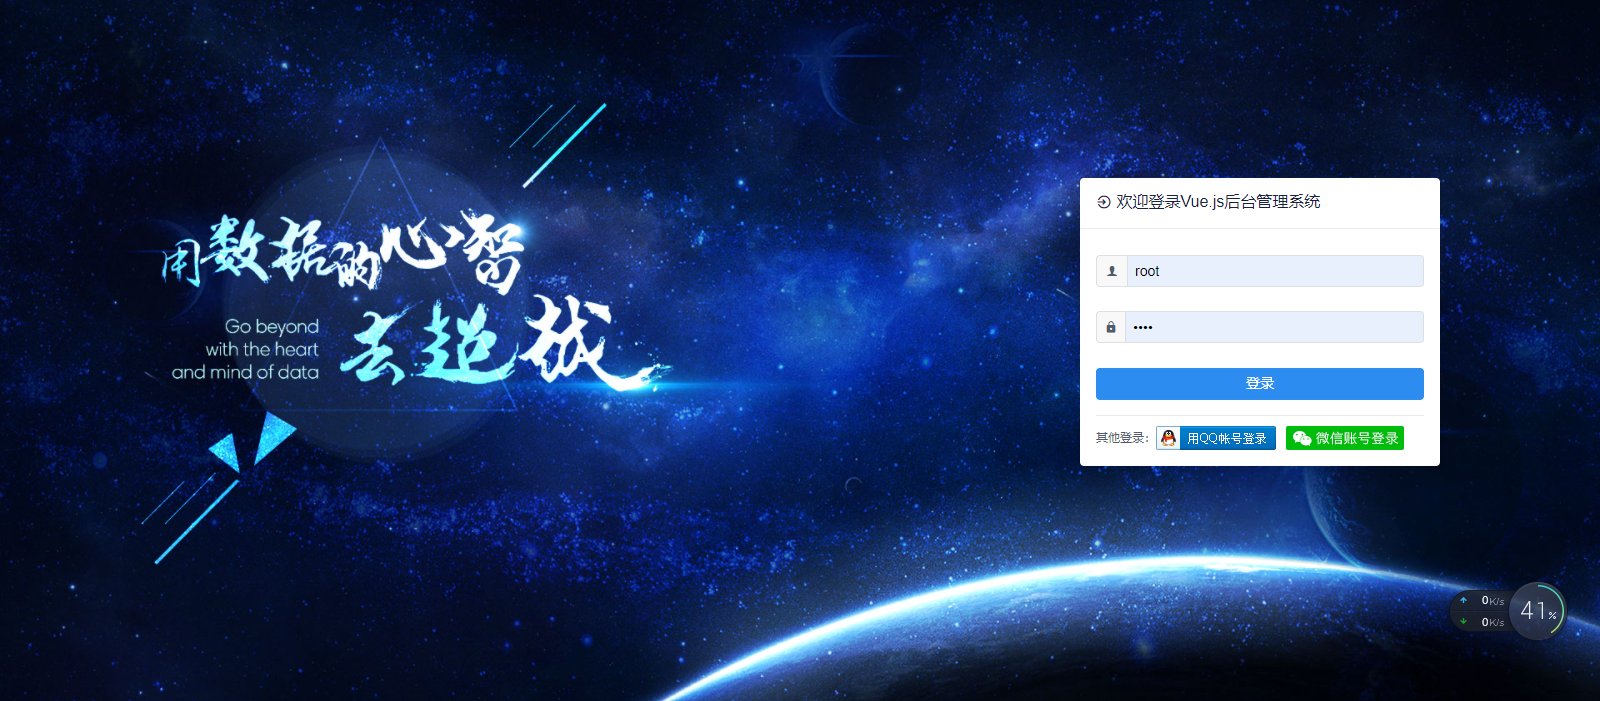 用数据的心智
去超越
Go beyond
with the heart
and mind of data
欢迎登录Vue.js后台管理系统
root
••••
登录
其他登录：
用QQ帐号登录
微信账号登录
0K/s
0K/s
41%